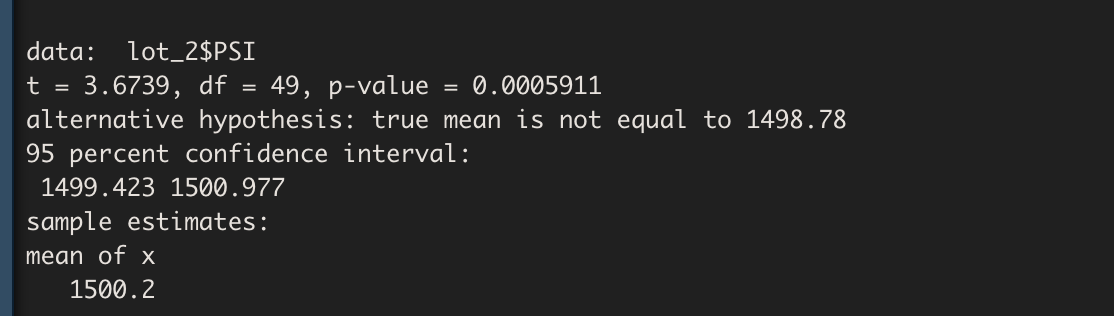 data:  lot_2$PSI
t = 3.6739, df = 49, p-value = 0.0005911
alternative hypothesis: true mean is not equal to 1498.78
95 percent confidence interval:
 1499.423 1500.977
sample estimates:
mean of x
   1500.2